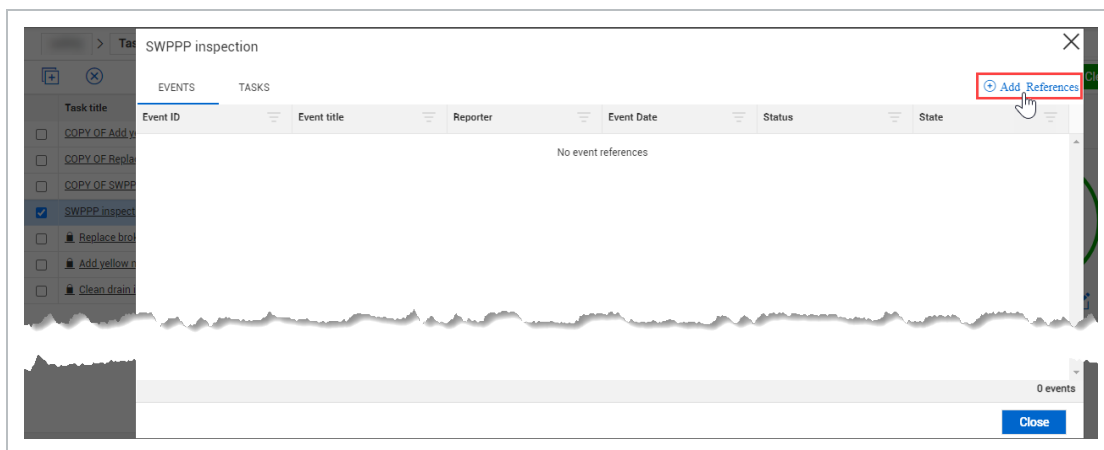 > Tas
SWPPP inspection
EVENTS TASKS
Add References
Cle
Task title
Event ID Event title Reporter Event Date Status State
No event references
COPY OF Add y
COPY OF Repla
COPY OF SWPP
SWPPP inspect
Replace brok
Add yellow n
Clean drain i
0 events
Close